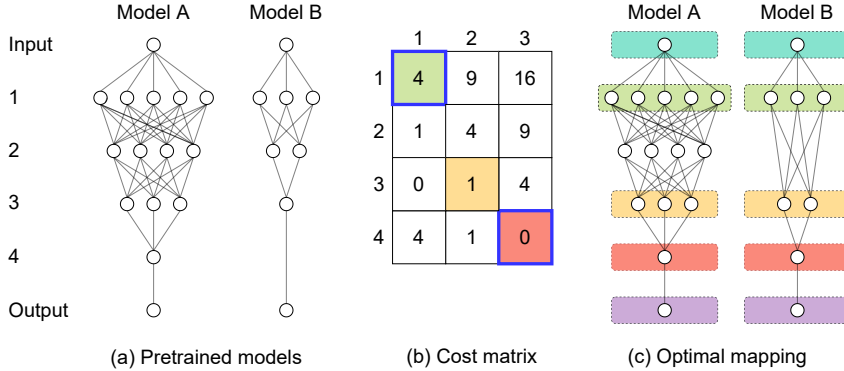 Model A Model B
Input
1
2
3
4
Output
(a) Pretrained models
1 2 3
1 4 9 16
2 1 4 9
3 0 1 4
4 4 1 0
(b) Cost matrix
Model A Model B
(c) Optimal mapping